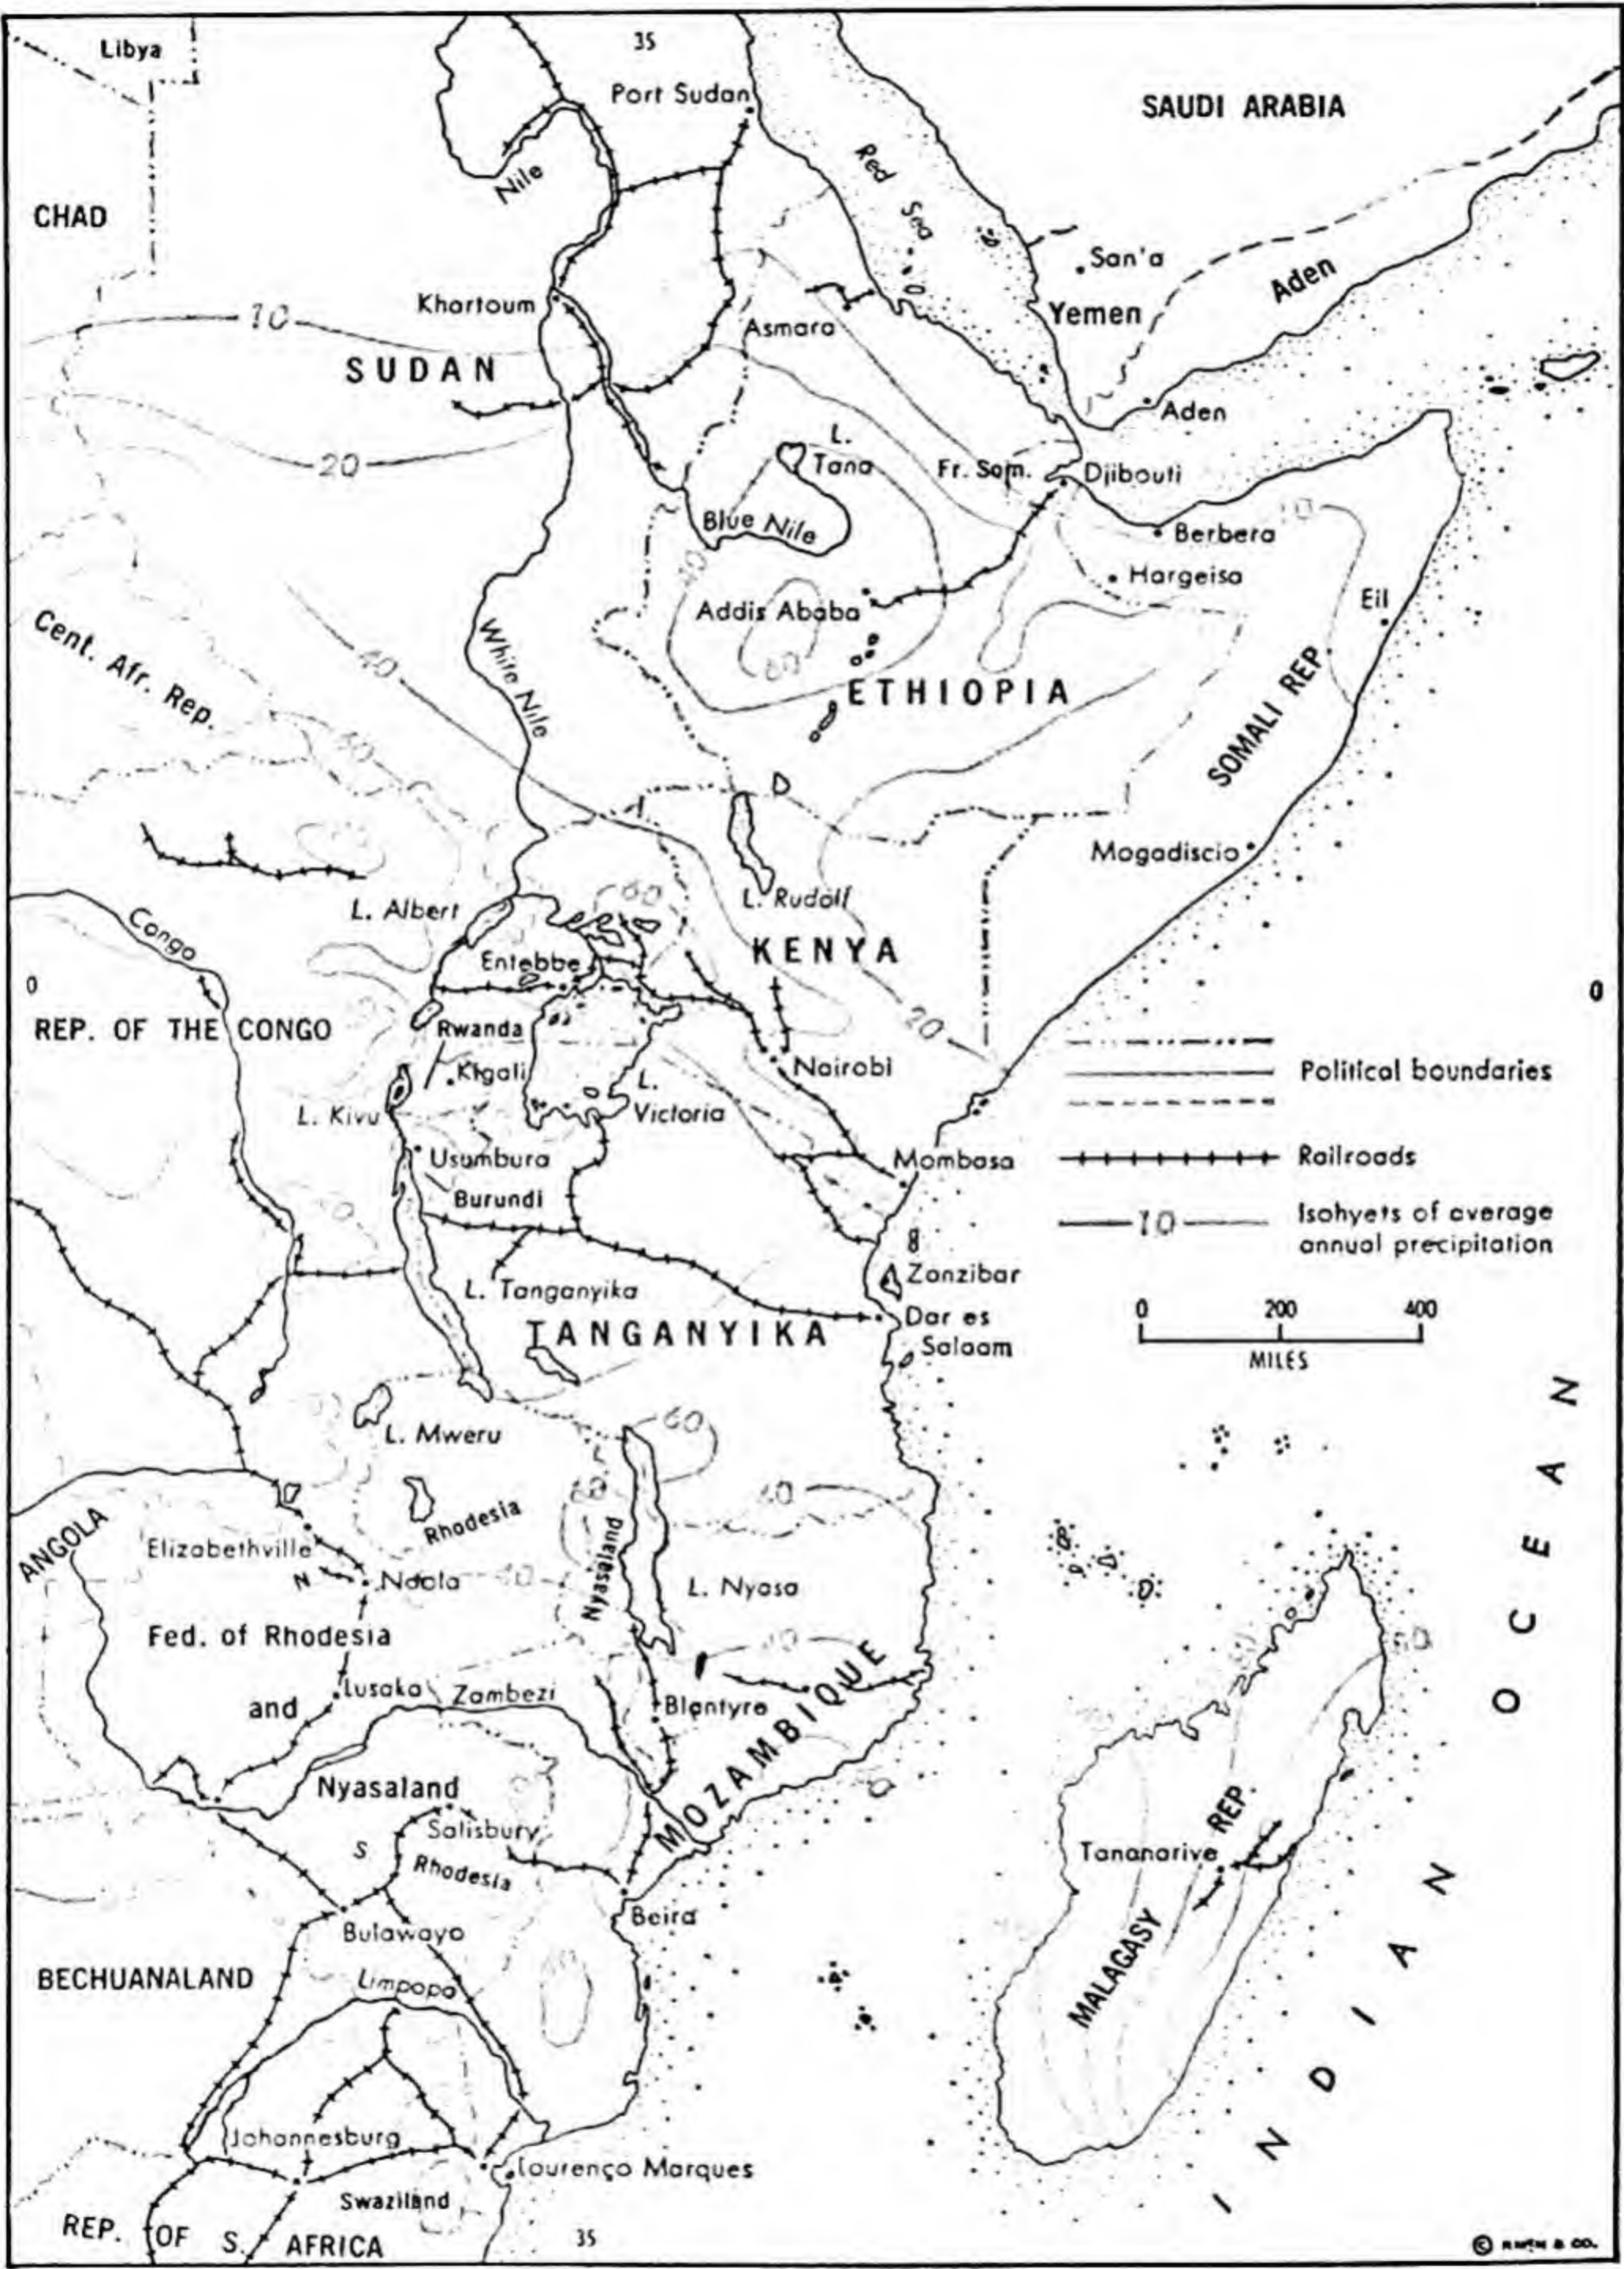 Libya
35
Port Sudan
SAUDI ARABIA
Red Sea
Nile
CHAD
San'a
Aden
Khartoum
Yemen
10
Asmara
SUDAN
Aden
20
L. Tana
Fr. Som.
Djibouti
Blue Nile
10
Berbera
Hargeisa
40
Eil
Addis Ababa
Cent. Afr. Rep.
White Nile
40
60
ETHIOPIA
SOMALI REP
60
Mogadiscio
L. Rudolf
60
L. Albert
Congo
KENYA
Entebbe
0
0
REP. OF THE CONGO
Rwanda
20
Nairobi
Kigali
L. Victoria
Political boundaries
L. Kivu
Usumbura
Mombasa
Railroads
Burundi
10
Isohyets of average
annual precipitation
Zanzibar
L. Tanganyika
0 200 400
MILES
Dar es
Salaam
TANGANYIKA
60
L. Mweru
40
ANGOLA
Rhodesia
Elizabethville
Nyasaland
N
Ndola
40
L. Nyasa
Fed. of Rhodesia
40
Lusaka
Zambezi
and
Blantyre
MOZAMBIQUE
60
Nyasaland
Salisbury
S.
Rhodesia
Tananarive
MALAGASY REP.
Beira
Bulawayo
BECHUANALAND
Limpopo
INDIAN OCEAN
Johannesburg
Lourenço Marques
Swaziland
REP. OF S. AFRICA
35